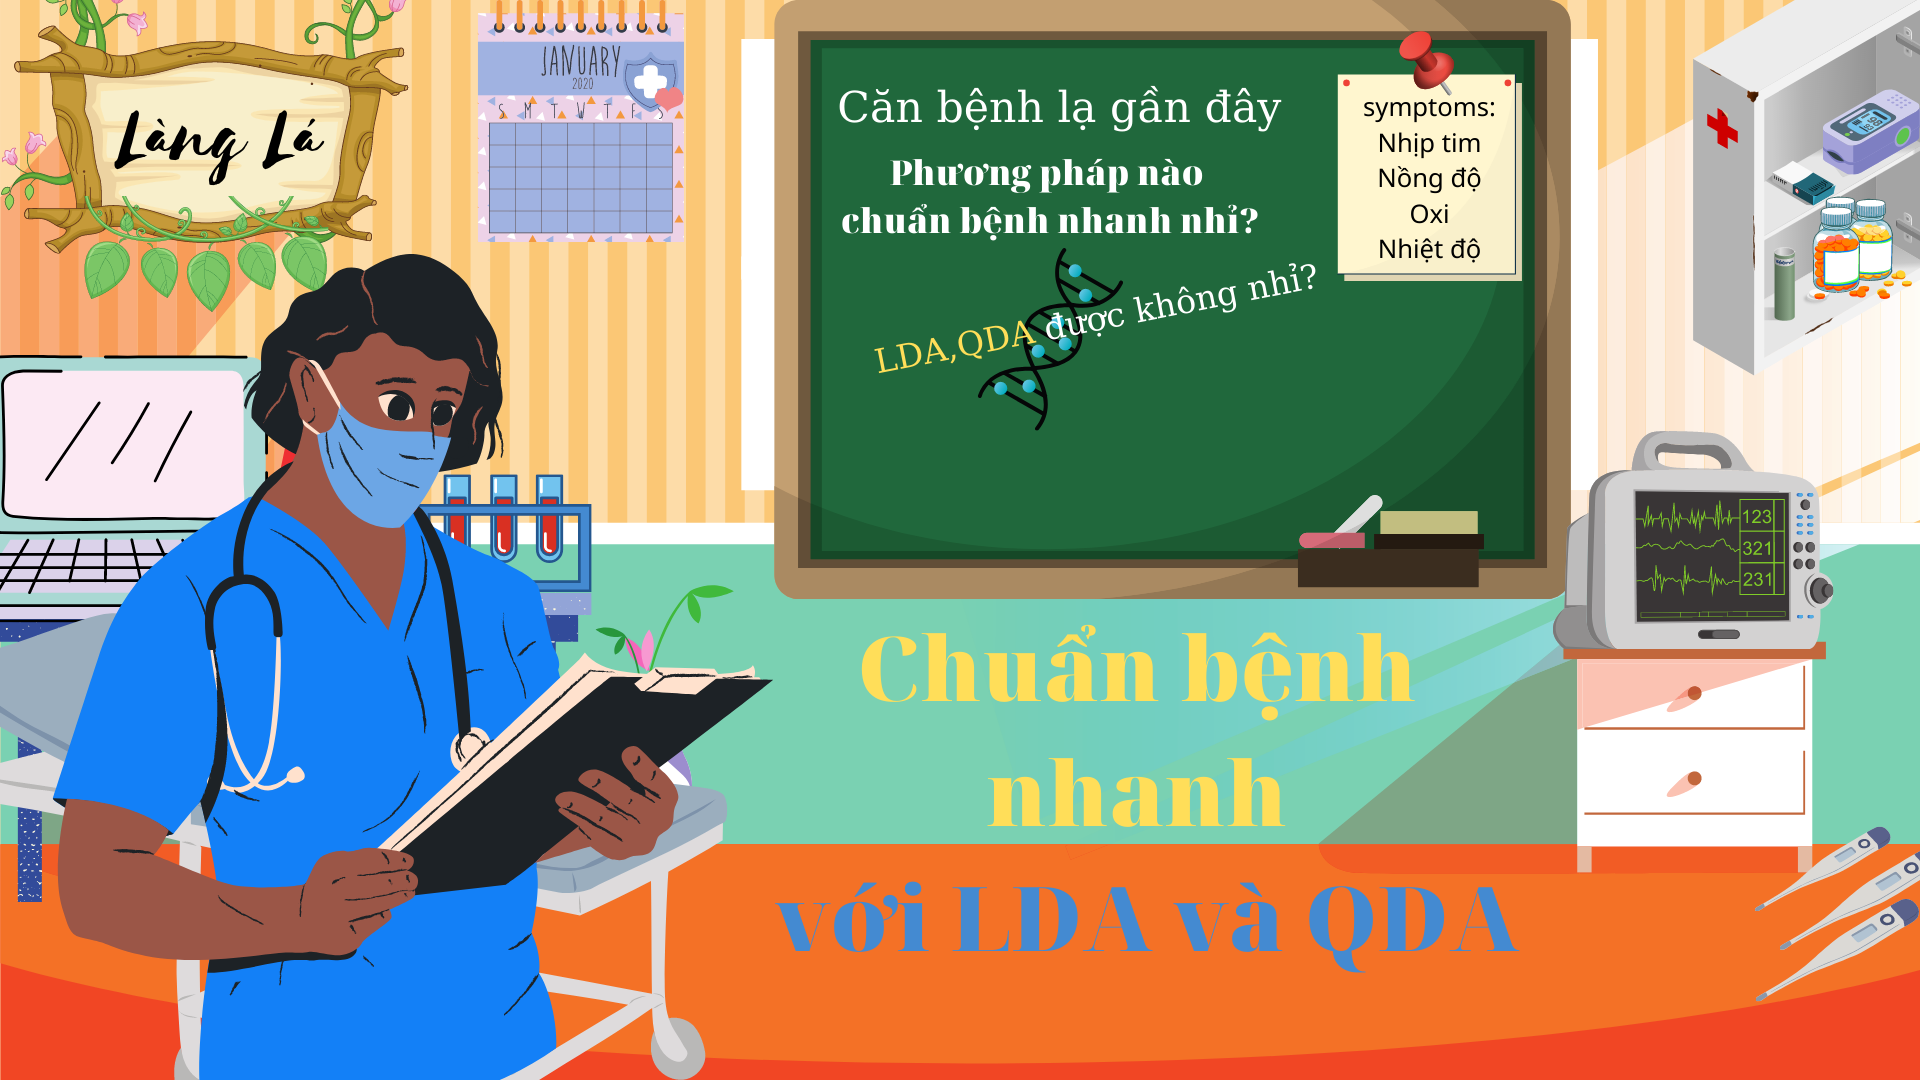 Làng Lá
JANUARY
2020
S M T W T F S
Căn bệnh lạ gần đây
Phương pháp nào
chuẩn bệnh nhanh nhỉ?
LDA,QDA được không nhỉ?
symptoms:
Nhịp tim
Nồng độ
Oxi
Nhiệt độ
123
321
231
Chuẩn bệnh
nhanh
với LDA và QDA